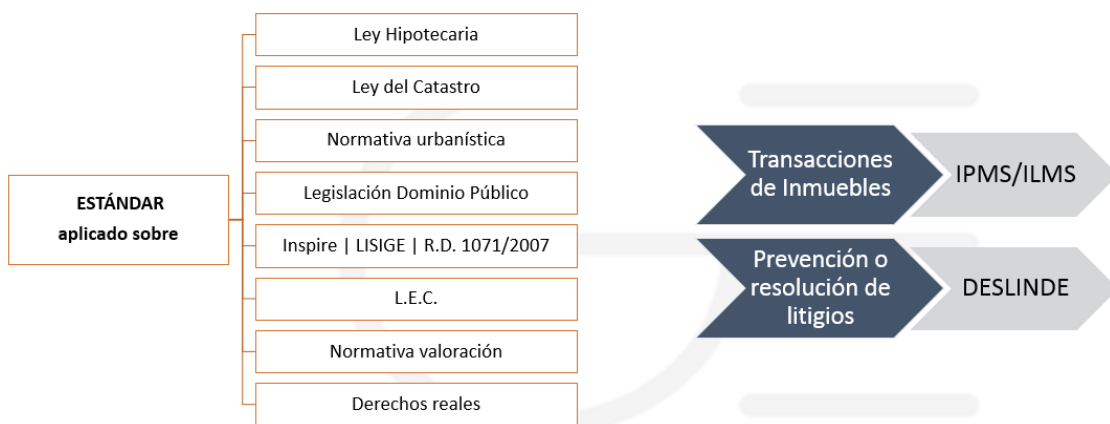 ESTÁNDAR
aplicado sobre
Ley Hipotecaria
Ley del Catastro
Normativa urbanística
Legislación Dominio Público
Inspire | LISIGE | R.D. 1071/2007
L.E.C.
Normativa valoración
Derechos reales
Transacciones
de Inmuebles
IPMS/ILMS
Prevención o
resolución de
litigios
DESLINDE